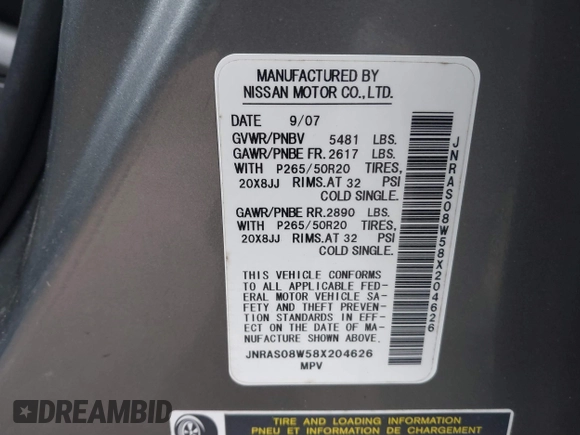 MANUFACTURED BY
NISSAN MOTOR CO., LTD.
DATE 9/07
GVWR/PNBV 5481 LBS.
GAWR/PNBE FR. 2617 LBS.
WITH P265/50R20 TIRES,
20X8JJ RIMS. AT 32 PSI
COLD SINGLE.
GAWR/PNBE RR. 2890 LBS.
WITH P265/50R20 TIRES,
20X8JJ RIMS. AT 32 PSI
COLD SINGLE.
THIS VEHICLE CONFORMS
TO ALL APPLICABLE FED-
ERAL MOTOR VEHICLE SA-
FETY AND THEFT PREVEN-
TION STANDARDS IN EFF-
ECT ON THE DATE OF MA-
NUFACTURE SHOWN ABOVE.
JNRAS08W58X204626
MPV
JNRAS08W58X204626
TIRE AND LOADING INFORMATION
PNEU ET INFORMATION DE CHARGEMENT
DREAMBID